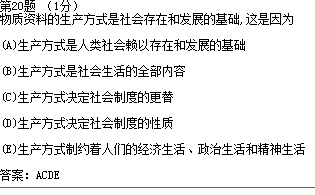 第20题 （1分）
物质资料的生产方式是社会存在和发展的基础,这是因为
(A)生产方式是人类社会赖以存在和发展的基础
(B)生产方式是社会生活的全部内容
(C)生产方式决定社会制度的更替
(D)生产方式决定社会制度的性质
(E)生产方式制约着人们的经济生活、政治生活和精神生活
答案: ACDE